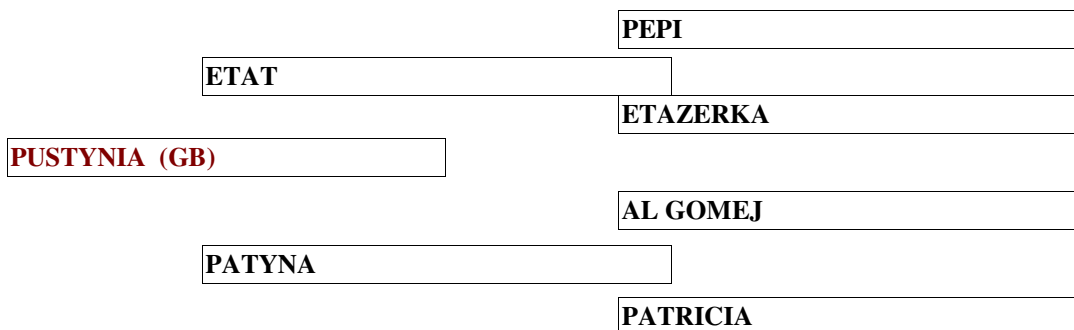 PEPI
ETAT
ETAZERKA
PUSTYNIA (GB)
AL GOMEJ
PATYNA
PATRICIA